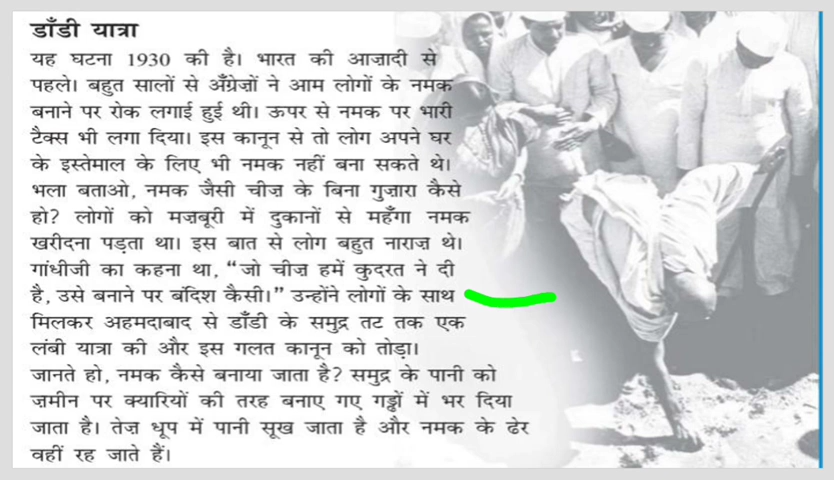 डाँडी यात्रा
यह घटना 1930 की है। भारत की आज़ादी से
पहले। बहुत सालों से अँग्रेज़ों ने आम लोगों के नमक
बनाने पर रोक लगाई हुई थी। ऊपर से नमक पर भारी
टैक्स भी लगा दिया। इस कानून से तो लोग अपने घर
के इस्तेमाल के लिए भी नमक नहीं बना सकते थे।
भला बताओ, नमक जैसी चीज़ के बिना गुज़ारा कैसे
हो? लोगों को मज़बूरी में दुकानों से महँगा नमक
खरीदना पड़ता था। इस बात से लोग बहुत नाराज़ थे।
गांधीजी का कहना था, “जो चीज़ हमें कुदरत ने दी
है, उसे बनाने पर बंदिश कैसी।” उन्होंने लोगों के साथ
मिलकर अहमदाबाद से डाँडी के समुद्र तट तक एक
लंबी यात्रा की और इस गलत कानून को तोड़ा।
जानते हो, नमक कैसे बनाया जाता है? समुद्र के पानी को
ज़मीन पर क्यारियों की तरह बनाए गए गड्ढों में भर दिया
जाता है। तेज़ धूप में पानी सूख जाता है और नमक के ढेर
वहीं रह जाते हैं।